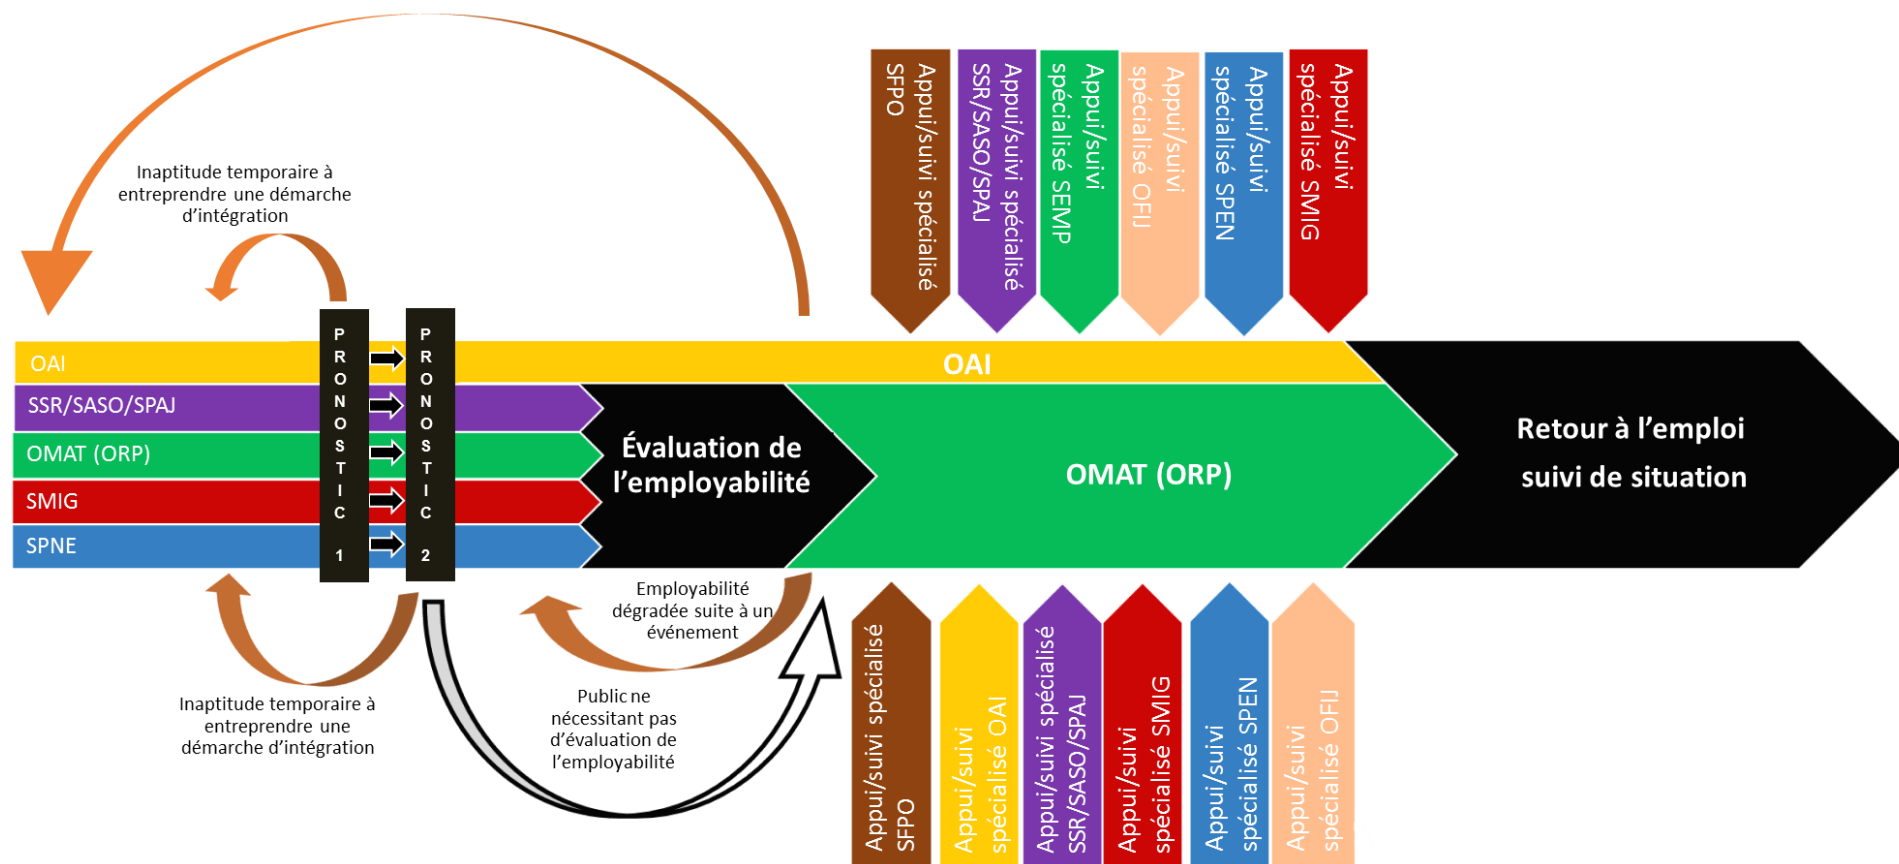 Inaptitude temporaire à
entreprendre une démarche
d'intégration
Appui/suivi spécialisé
SFPO
Appui/suivi spécialisé
SSR/SASO/SPAJ
Appui/suivi
spécialisé SEMP
Appui/suivi
spécialisé OFIJ
Appui/suivi
spécialisé SPEN
Appui/suivi
spécialisé SMIG
OAI
SSR/SASO/SPAJ
OMAT (ORP)
SMIG
SPNE
PRONOSTIC 1
PRONOSTIC 2
OAI
Évaluation de
l'employabilité
OMAT (ORP)
Retour à l'emploi
suivi de situation
Employabilité
dégradée suite à un
événement
Inaptitude temporaire à
entreprendre une
démarche d'intégration
Public ne
nécessitant pas
d'évaluation de
l'employabilité
Appui/suivi spécialisé
SFPO
Appui/suivi
spécialisé OAI
Appui/suivi spécialisé
SSR/SASO/SPAJ
Appui/suivi
spécialisé SMIG
Appui/suivi
spécialisé SPEN
Appui/suivi
spécialisé OFIJ